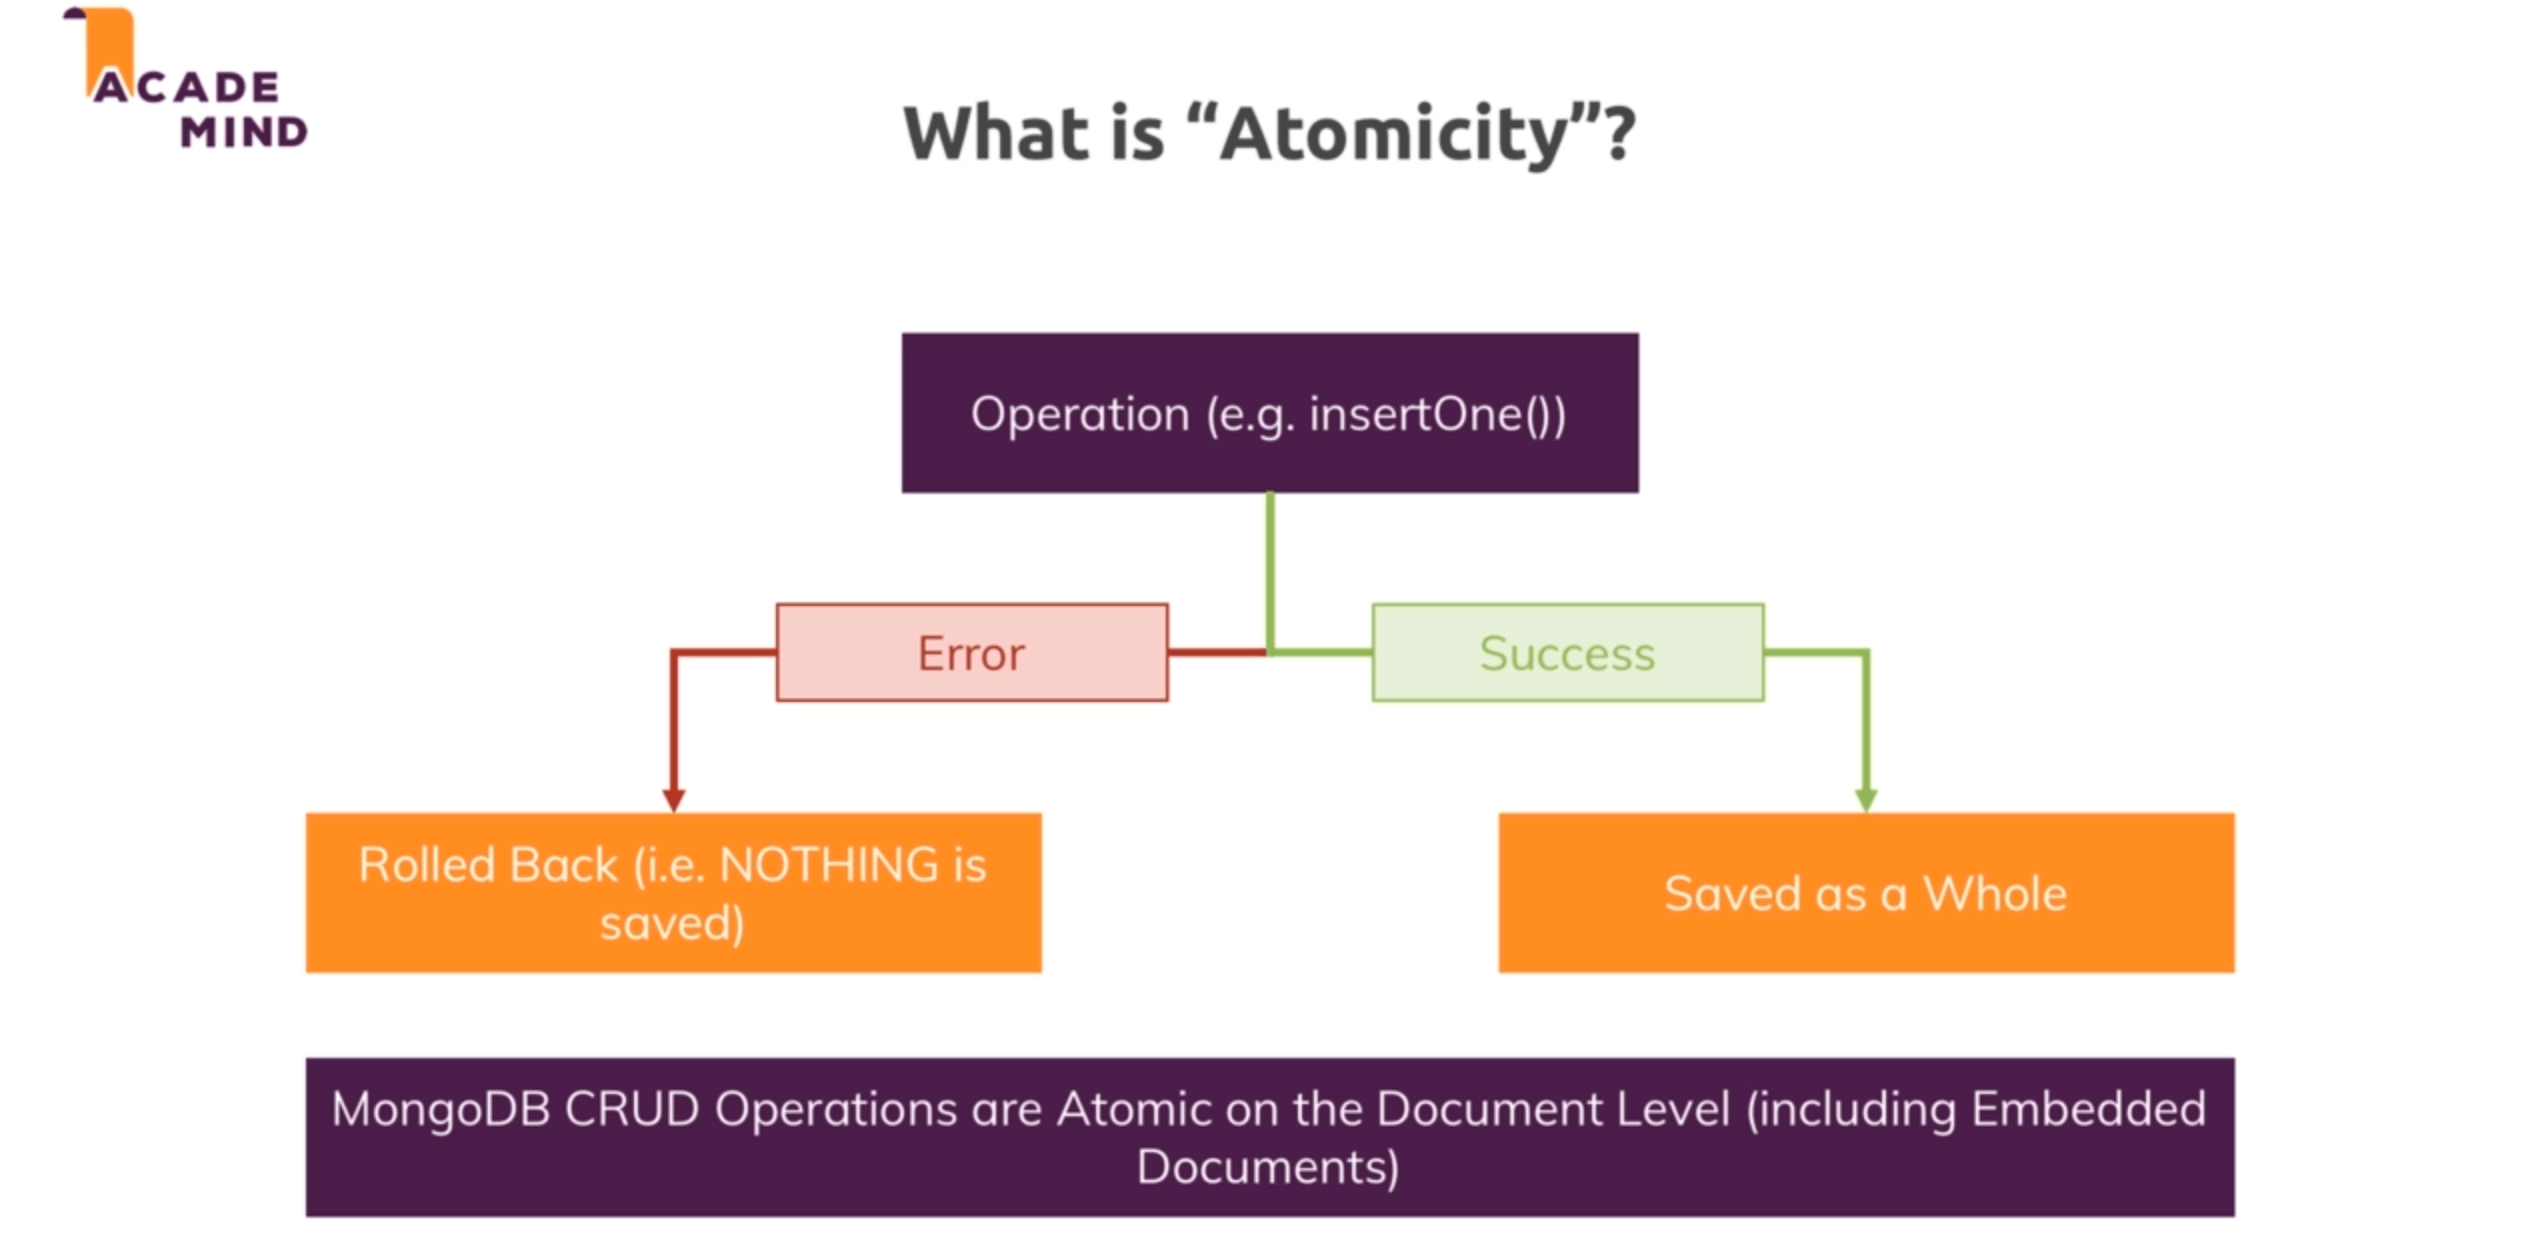 ACADE
MIND
What is “Atomicity”?
Operation (e.g. insertOne())
Error
Success
Rolled Back (i.e. NOTHING is
saved)
Saved as a Whole
MongoDB CRUD Operations are Atomic on the Document Level (including Embedded
Documents)